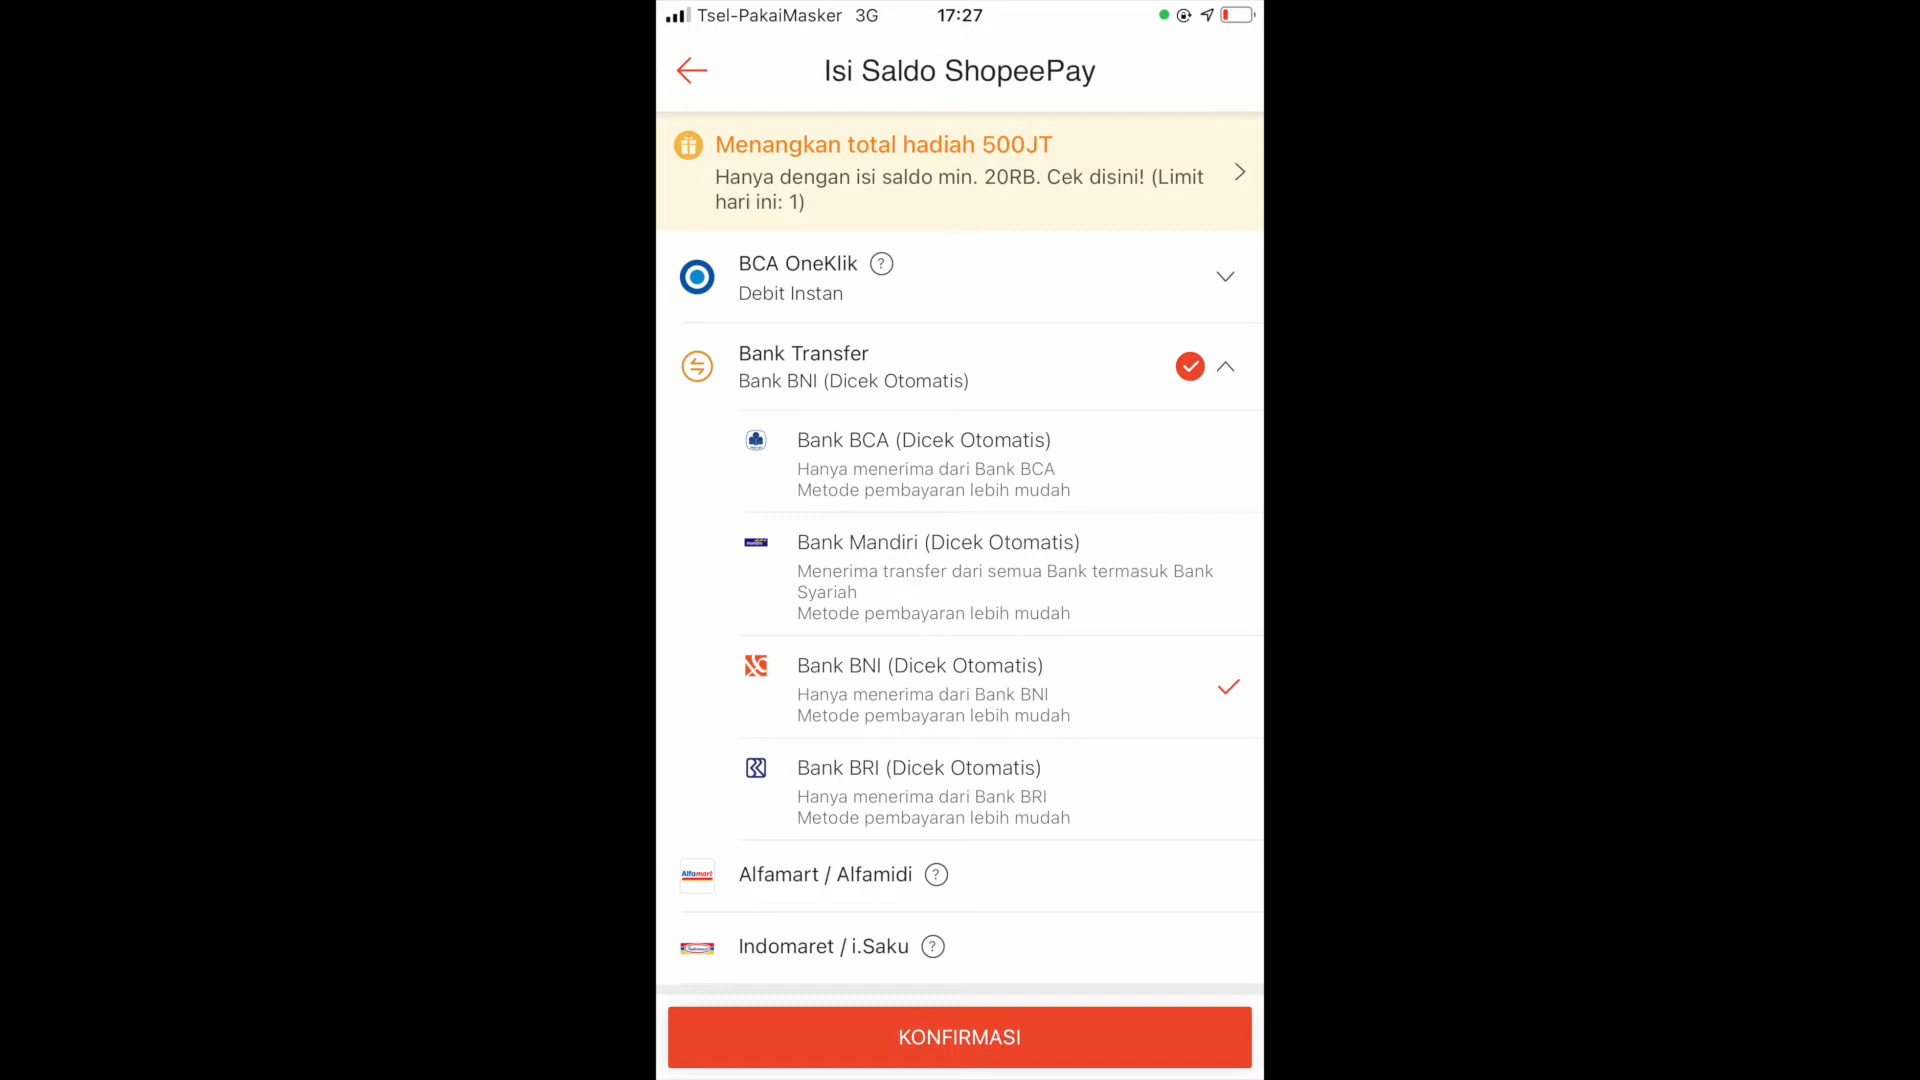 Tsel-PakaiMasker 3G 17:27
Isi Saldo ShopeePay
Menangkan total hadiah 500JT
Hanya dengan isi saldo min. 20RB. Cek disini! (Limit
hari ini: 1)
BCA OneKlik ?
Debit Instan
Bank Transfer
Bank BNI (Dicek Otomatis)
Bank BCA (Dicek Otomatis)
Hanya menerima dari Bank BCA
Metode pembayaran lebih mudah
Bank Mandiri (Dicek Otomatis)
Menerima transfer dari semua Bank termasuk Bank
Syariah
Metode pembayaran lebih mudah
Bank BNI (Dicek Otomatis)
Hanya menerima dari Bank BNI
Metode pembayaran lebih mudah
Bank BRI (Dicek Otomatis)
Hanya menerima dari Bank BRI
Metode pembayaran lebih mudah
Alfamart
Alfamart / Alfamidi ?
Indomaret / i.Saku ?
KONFIRMASI